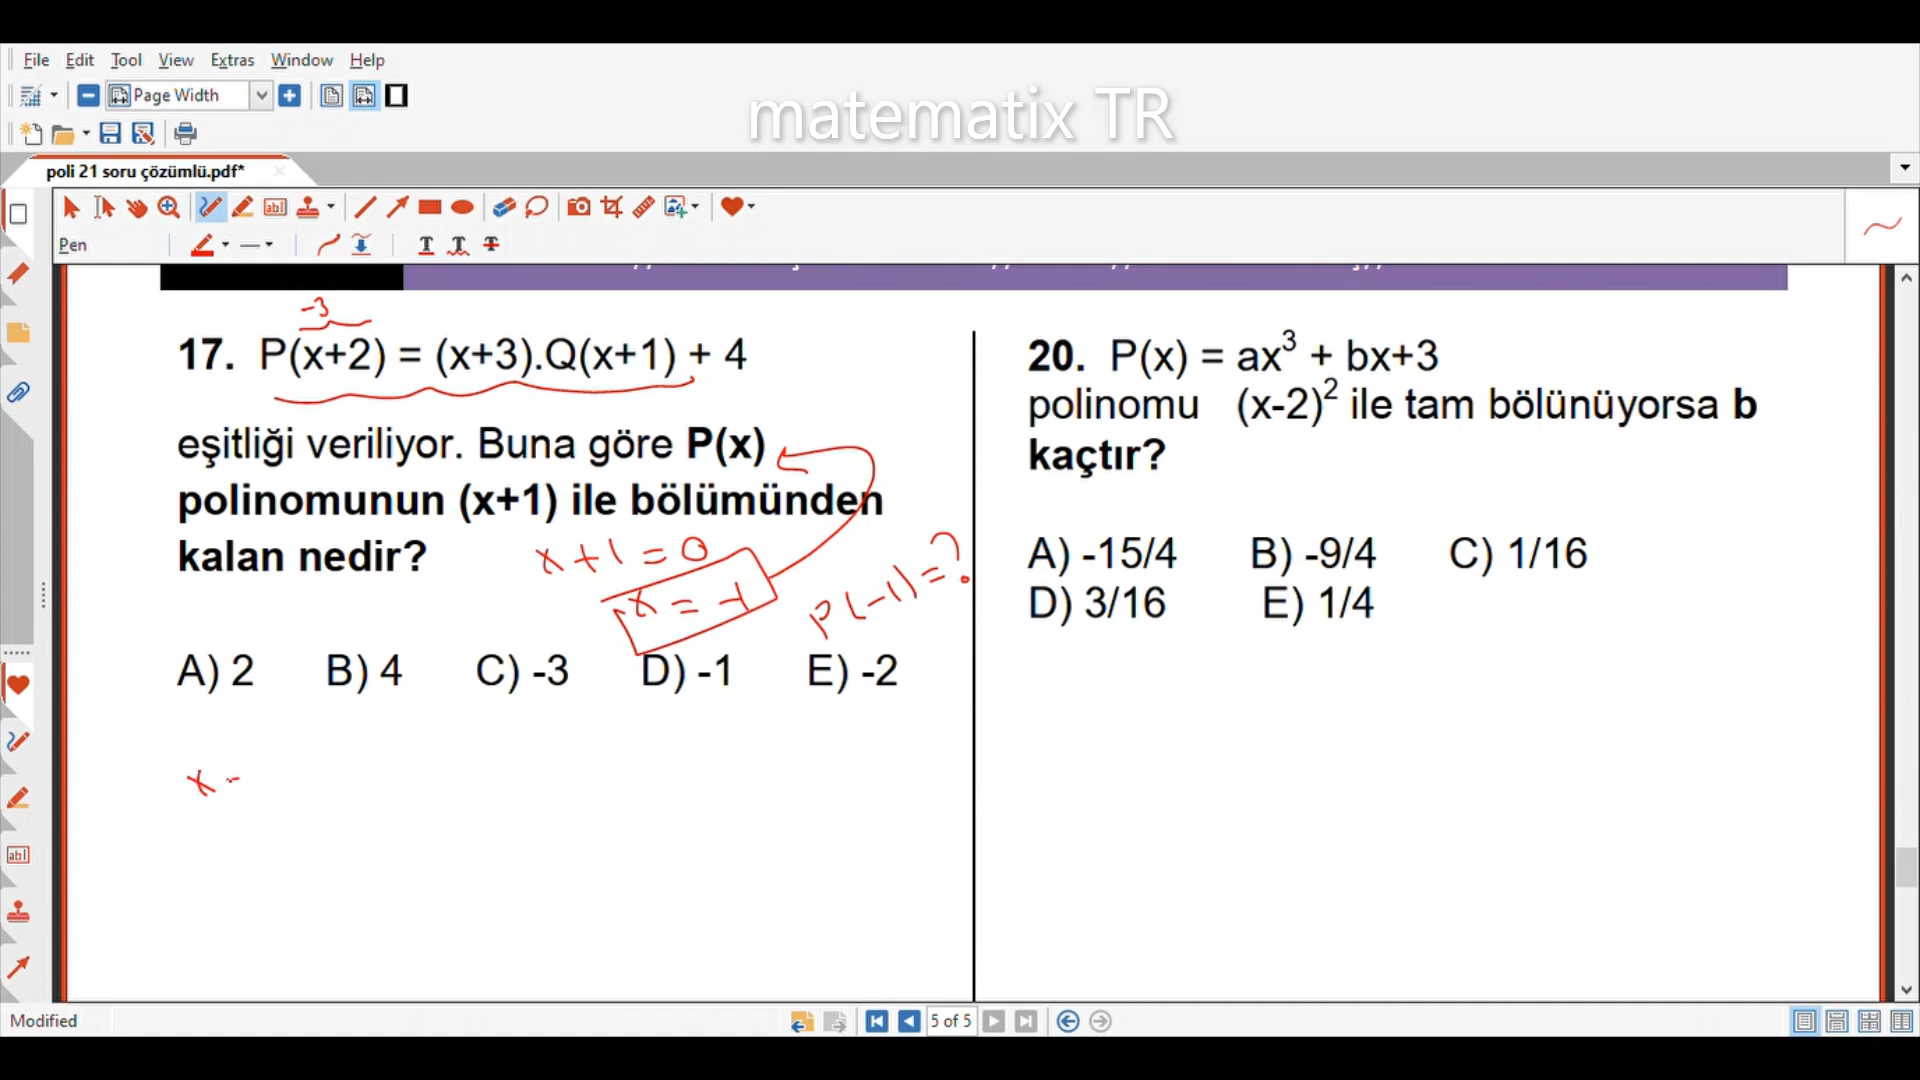 File Edit Tool View Extras Window Help
Page Width
matematix TR
poli 21 soru çözümlü.pdf*
Pen
-3
17. P(x+2) = (x+3).Q(x+1) + 4
eşitliği veriliyor. Buna göre P(x)
polinomunun (x+1) ile bölümünden
kalan nedir?
x+1=0
x=-1
P(-1)=?
A) 2 B) 4 C) -3 D) -1 E) -2
x -
20. P(x) = ax³ + bx+3
polinomu (x-2)² ile tam bölünüyorsa b
kaçtır?
A) -15/4 B) -9/4 C) 1/16
D) 3/16 E) 1/4
Modified
5 of 5